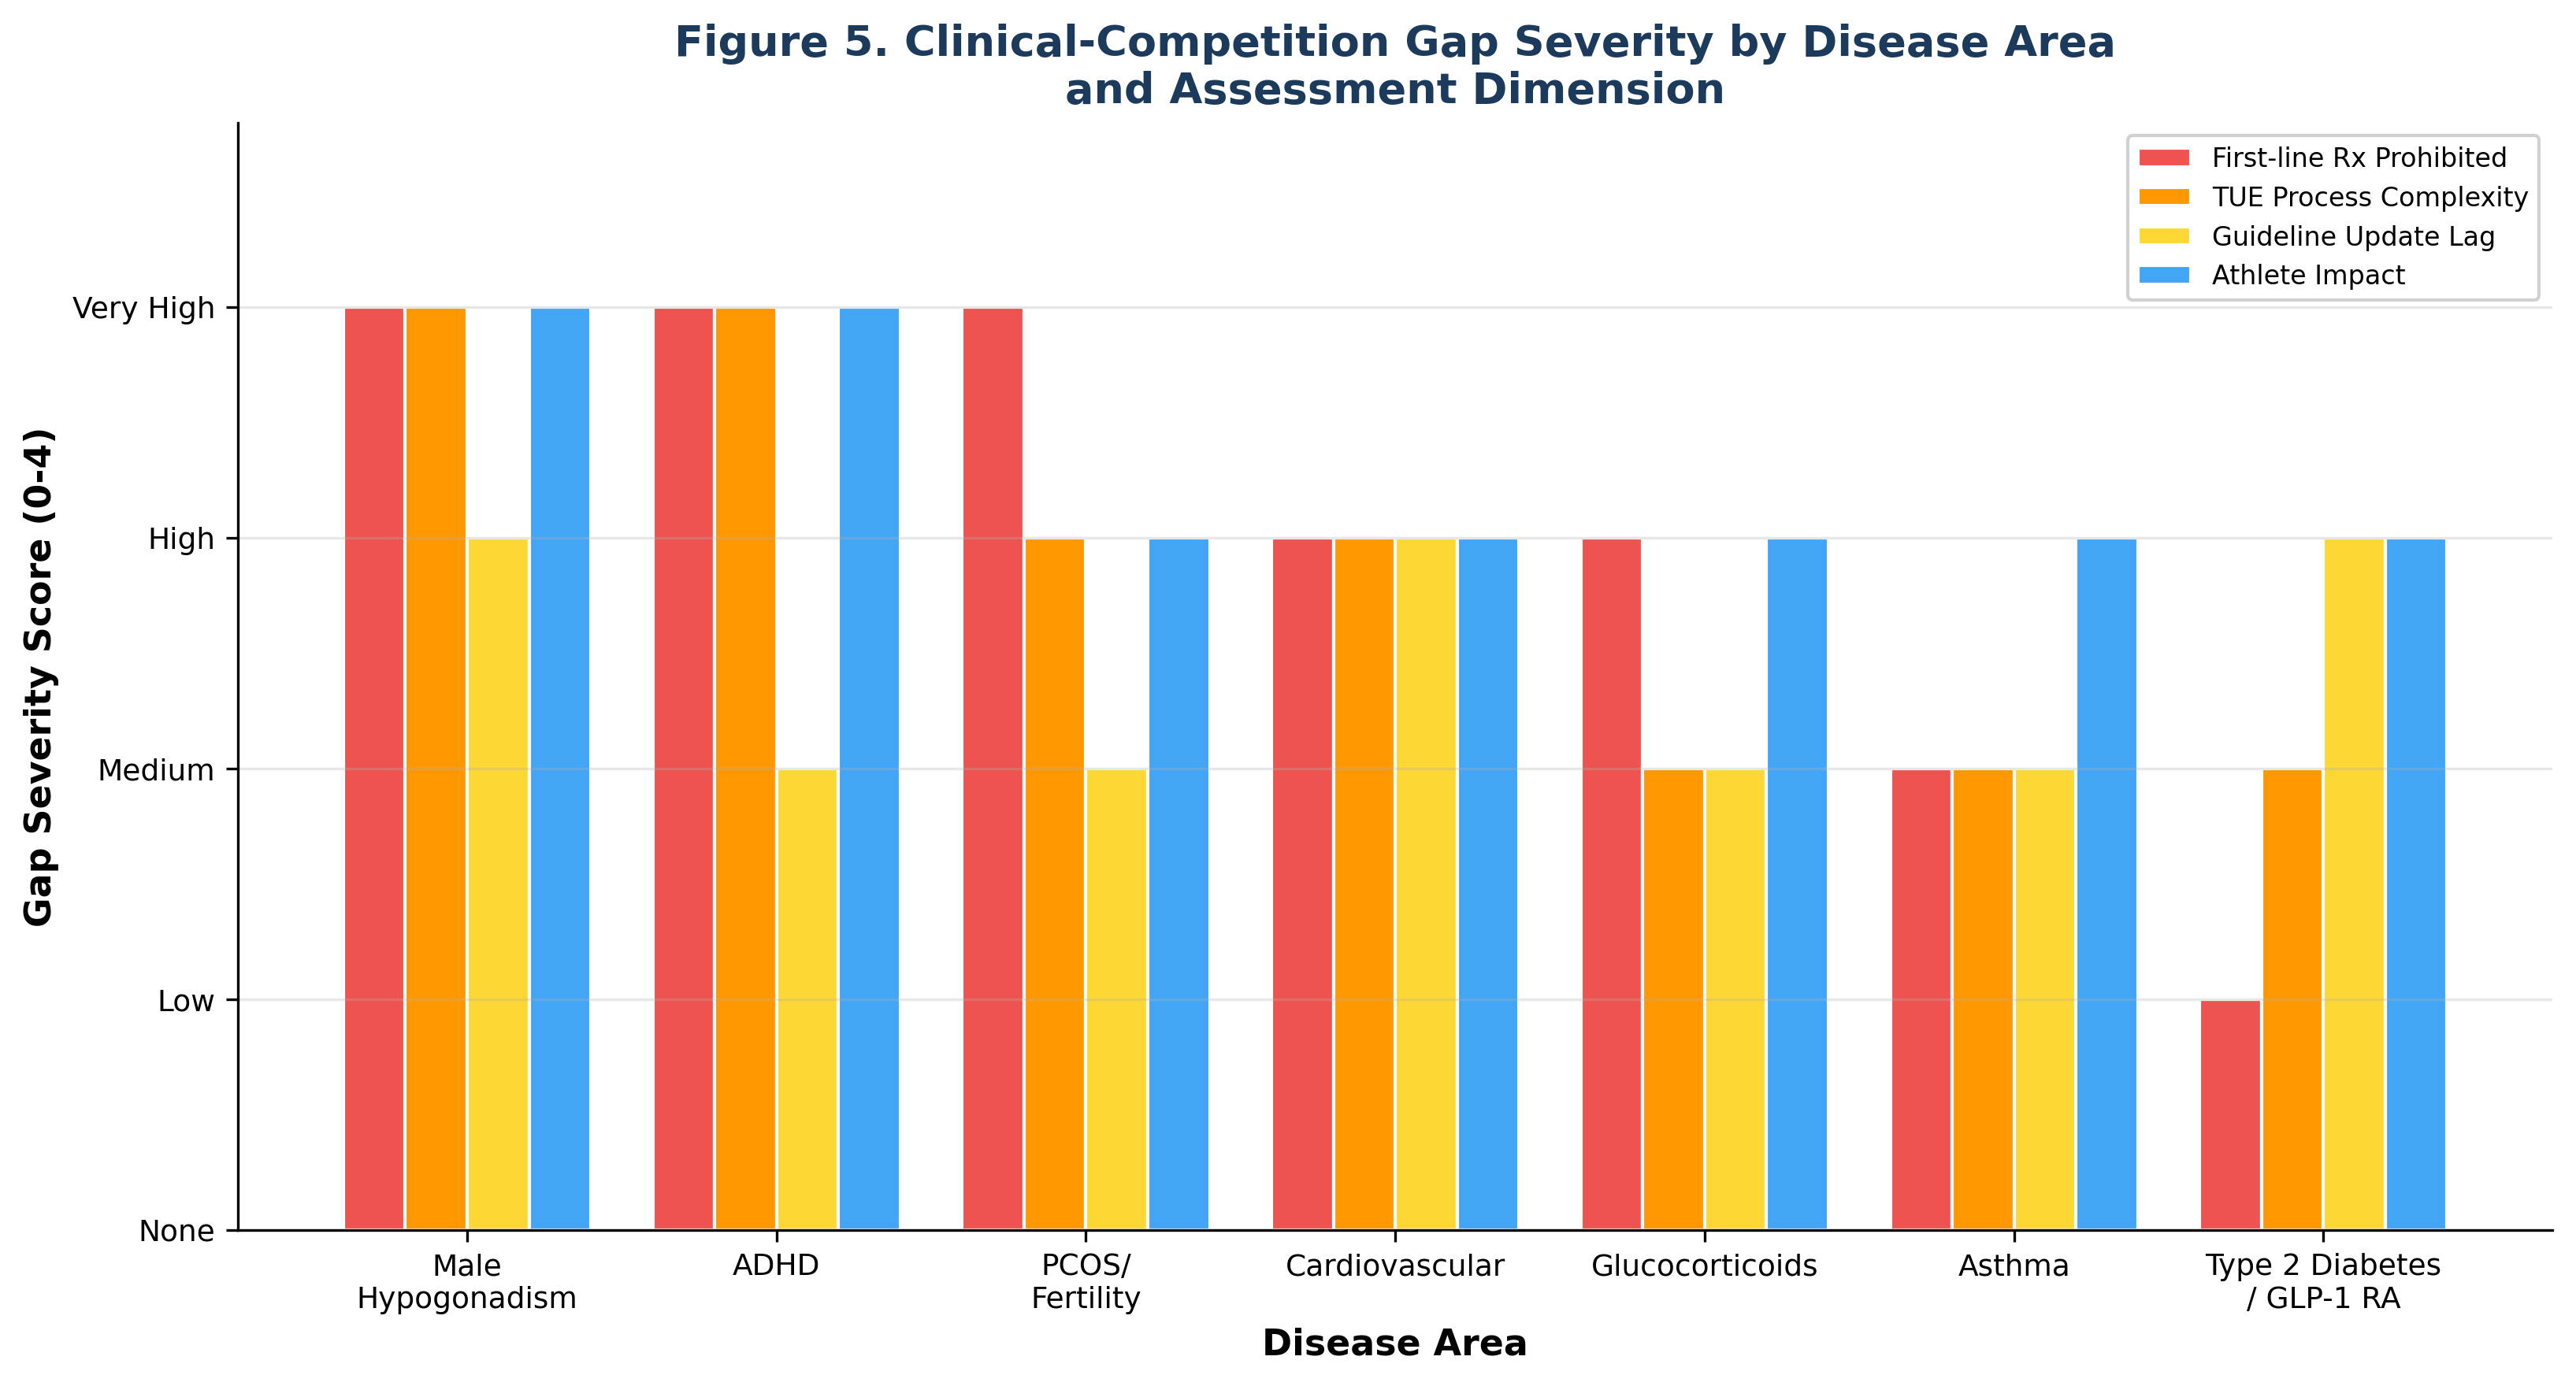 Figure 5. Clinical-Competition Gap Severity by Disease Area
and Assessment Dimension
First-line Rx Prohibited
TUE Process Complexity
Guideline Update Lag
Athlete Impact
Gap Severity Score (0-4)
Very High
High
Medium
Low
None
Male
Hypogonadism
ADHD
PCOS/
Fertility
Cardiovascular
Glucocorticoids
Asthma
Type 2 Diabetes
/ GLP-1 RA
Disease Area